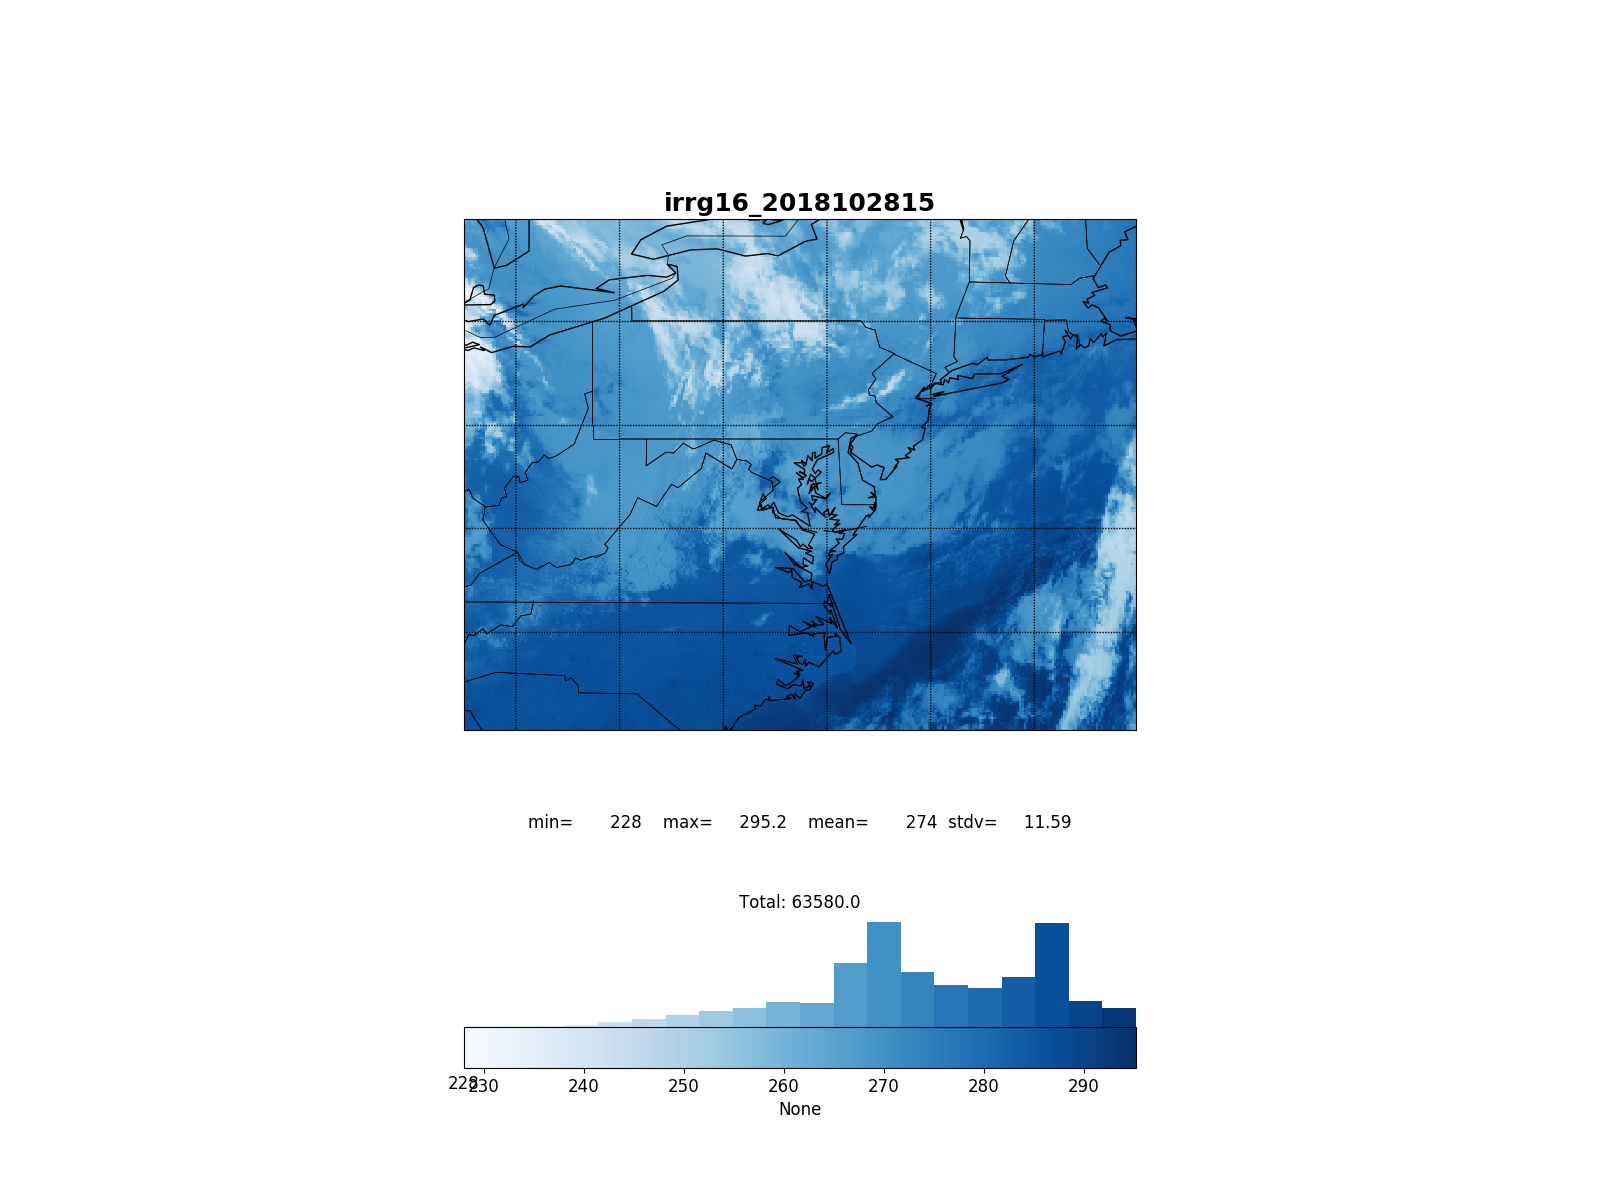 irrg16_2018102815
min= 228 max= 295.2 mean= 274 stdv= 11.59
Total: 63580.0
228 230 240 250 260 270 280 290
None